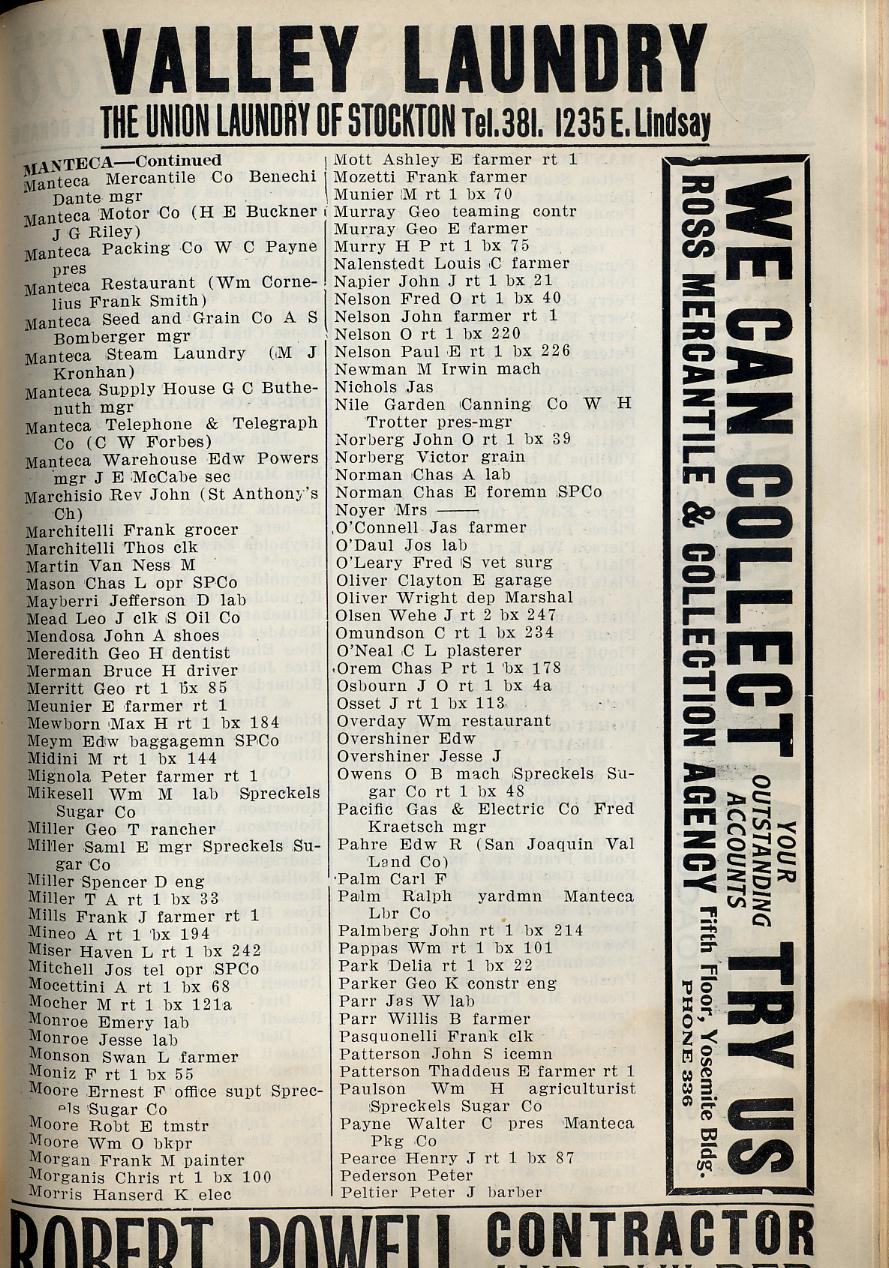 VALLEY LAUNDRY
THE UNION LAUNDRY OF STOCKTON Tel. 381. 1235 E. Lindsay
MANTECA—Continued
Manteca Mercantile Co Benechi
Dante mgr
Manteca Motor Co (H E Buckner
J G Riley)
Manteca Packing Co W C Payne
pres
Manteca Restaurant (Wm Corne-
lius Frank Smith)
Manteca Seed and Grain Co A S
Bomberger mgr
Manteca Steam Laundry (M J
Kronhan)
Manteca Supply House G C Buthe-
nuth mgr
Manteca Telephone & Telegraph
Co (C W Forbes)
Manteca Warehouse Edw Powers
mgr J E McCabe sec
Marchisio Rev John (St Anthony's
Ch)
Marchitelli Frank grocer
Marchitelli Thos clk
Martin Van Ness M
Mason Chas L opr SPCo
Mayberri Jefferson D lab
Mead Leo J clk S Oil Co
Mendosa John A shoes
Meredith Geo H dentist
Merman Bruce H driver
Merritt Geo rt 1 bx 85
Meunier E farmer rt 1
Mewborn Max H rt 1 bx 184
Meym Edw baggagemn SPCo
Midini M rt 1 bx 144
Mignola Peter farmer rt 1
Mikesell Wm M lab Spreckels
Sugar Co
Miller Geo T rancher
Miller Saml E mgr Spreckels Su-
gar Co
Miller Spencer D eng
Miller T A rt 1 bx 33
Mills Frank J farmer rt 1
Mineo A rt 1 bx 194
Miser Haven L rt 1 bx 242
Mitchell Jos tel opr SPCo
Mocettini A rt 1 bx 68
Mocher M rt 1 bx 121a
Monroe Emery lab
Monroe Jesse lab
Monson Swan L farmer
Moniz F rt 1 bx 55
Moore Ernest F office supt Sprec-
els Sugar Co
Moore Robt E tmstr
Moore Wm O bkpr
Morgan Frank M painter
Morganis Chris rt 1 bx 100
Morris Hanserd K elec
Mott Ashley E farmer rt 1
Mozetti Frank farmer
Munier M rt 1 bx 70
Murray Geo teaming contr
Murray Geo E farmer
Murry H P rt 1 bx 75
Nalenstedt Louis C farmer
Napier John J rt 1 bx 21
Nelson Fred O rt 1 bx 40
Nelson John farmer rt 1
Nelson O rt 1 bx 220
Nelson Paul E rt 1 bx 226
Newman M Irwin mach
Nichols Jas
Nile Garden Canning Co W H
Trotter pres-mgr
Norberg John O rt 1 bx 39
Norberg Victor grain
Norman Chas A lab
Norman Chas E foremn SPCo
Noyer Mrs ——
O'Connell Jas farmer
O'Daul Jos lab
O'Leary Fred S vet surg
Oliver Clayton E garage
Oliver Wright dep Marshal
Olsen Wehe J rt 2 bx 247
Omundson C rt 1 bx 234
O'Neal C L plasterer
Orem Chas P rt 1 bx 178
Osbourn J O rt 1 bx 4a
Osset J rt 1 bx 113
Overday Wm restaurant
Overshiner Edw
Overshiner Jesse J
Owens O B mach Spreckels Su-
gar Co rt 1 bx 48
Pacific Gas & Electric Co Fred
Kraetsch mgr
Pahre Edw R (San Joaquin Val
Land Co)
Palm Carl F
Palm Ralph yardmn Manteca
Lbr Co
Palmberg John rt 1 bx 214
Pappas Wm rt 1 bx 101
Park Delia rt 1 bx 22
Parker Geo K constr eng
Parr Jas W lab
Parr Willis B farmer
Pasquonelli Frank clk
Patterson John S icemn
Patterson Thaddeus E farmer rt 1
Paulson Wm H agriculturist
Spreckels Sugar Co
Payne Walter C pres Manteca
Pkg Co
Pearce Henry J rt 1 bx 87
Pederson Peter
Peltier Peter J barber
WE CAN COLLECT YOUR OUTSTANDING ACCOUNTS TRY US
ROSS MERCANTILE & COLLECTION AGENCY Fifth Floor, Yosemite Bldg.
PHONE 336
ROBERT POWELL CONTRACTOR